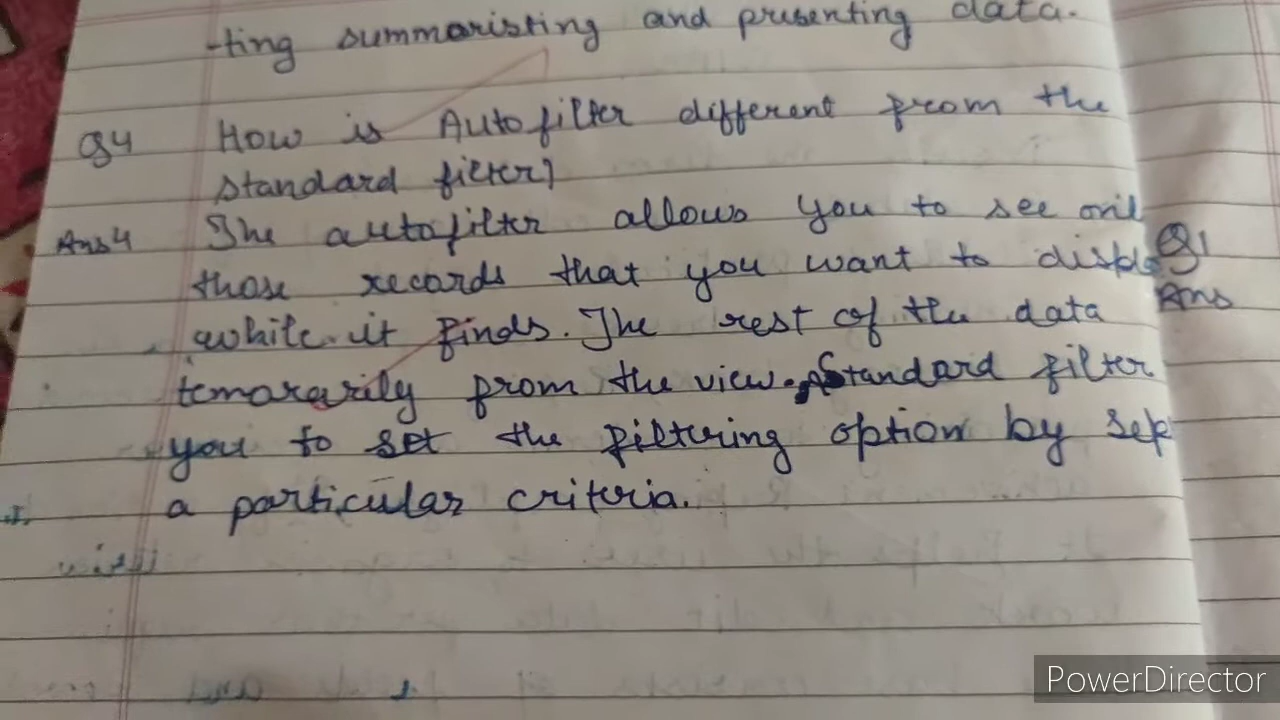 -ting summaristing and presenting data.
Q4 How is Autofilter different from the
standard filter?
Ans4 The autofilter allows you to see onl
those records that you want to displa
while it finds. The rest of the data
temorarily from the view. Standard filter
you to set the filtering option by sep
a particular criteria.
Q1
Ans
PowerDirector